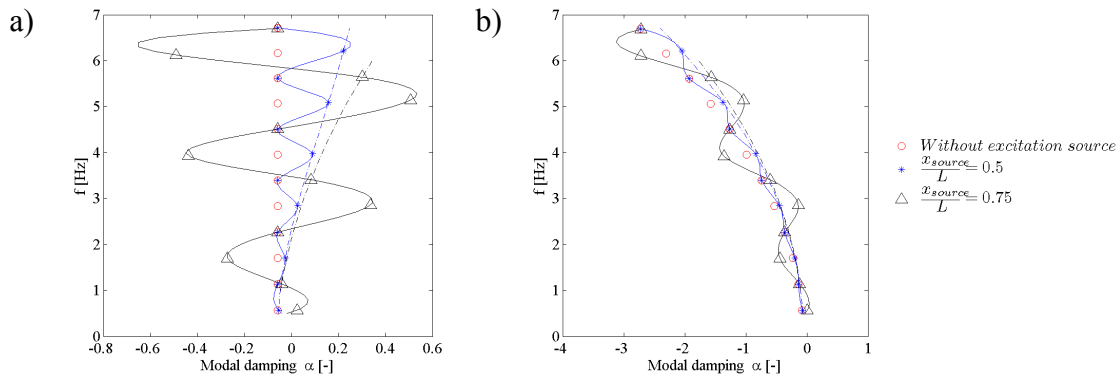 a)
7
6
5
4
3
2
1
0
f [Hz]
-0.8 -0.6 -0.4 -0.2 0 0.2 0.4 0.6
Modal damping α [-]
b)
7
6
5
4
3
2
1
0
f [Hz]
-4 -3 -2 -1 0 1
Modal damping α [-]
Without excitation source
x_source/L = 0.5
x_source/L = 0.75